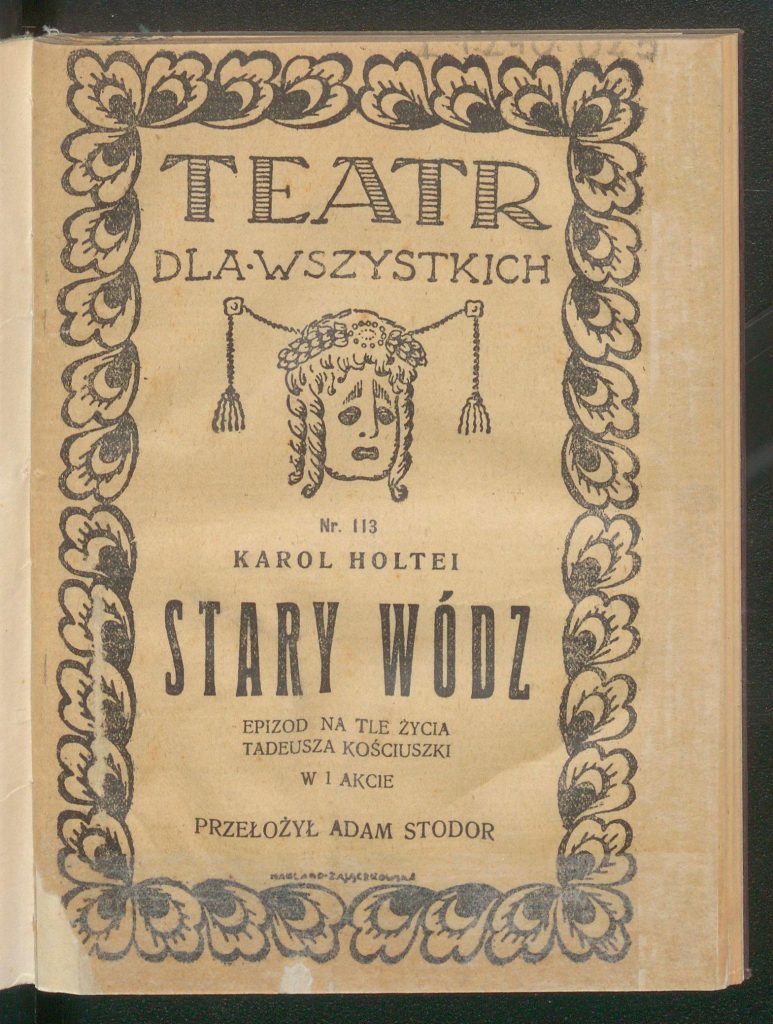 TEATR
DLA·WSZYSTKICH
Nr. 113
KAROL HOLTEI
STARY WÓDZ
EPIZOD NA TLE ŻYCIA
TADEUSZA KOŚCIUSZKI
W 1 AKCIE
PRZEŁOŻYŁ ADAM STODOR